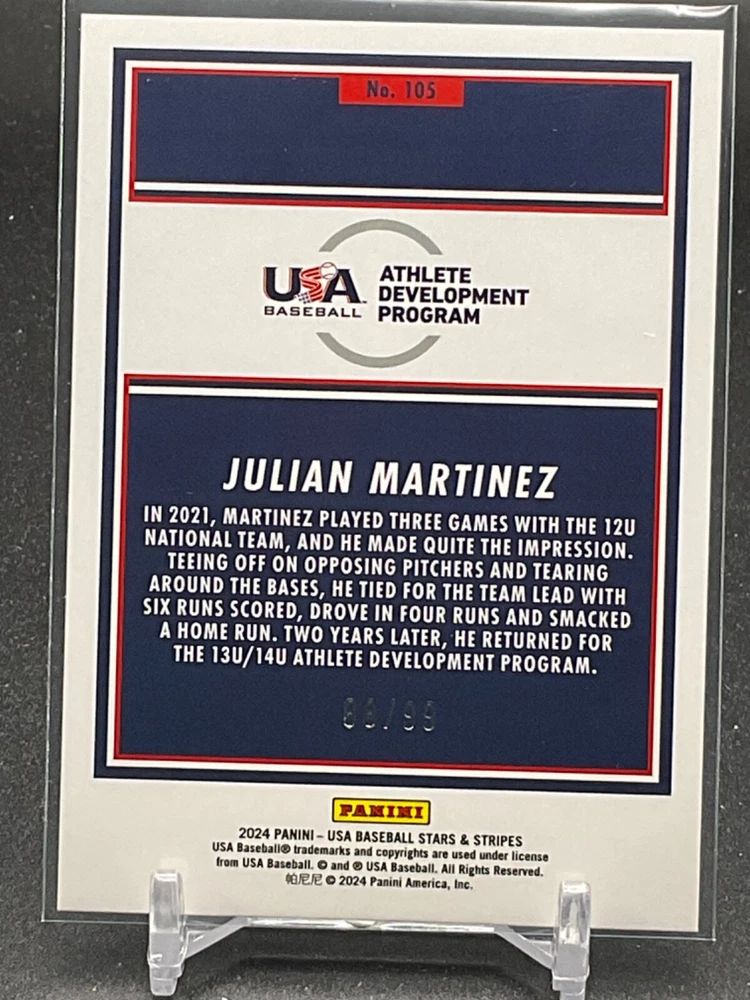 No. 105
USA
BASEBALL
ATHLETE
DEVELOPMENT
PROGRAM
JULIAN MARTINEZ
IN 2021, MARTINEZ PLAYED THREE GAMES WITH THE 12U
NATIONAL TEAM, AND HE MADE QUITE THE IMPRESSION.
TEEING OFF ON OPPOSING PITCHERS AND TEARING
AROUND THE BASES, HE TIED FOR THE TEAM LEAD WITH
SIX RUNS SCORED, DROVE IN FOUR RUNS AND SMACKED
A HOME RUN. TWO YEARS LATER, HE RETURNED FOR
THE 13U/14U ATHLETE DEVELOPMENT PROGRAM.
PANINI
2024 PANINI – USA BASEBALL STARS & STRIPES
USA Baseball® trademarks and copyrights are used under license
from USA Baseball. © and ® USA Baseball. All Rights Reserved.
帕尼尼 © 2024 Panini America, Inc.